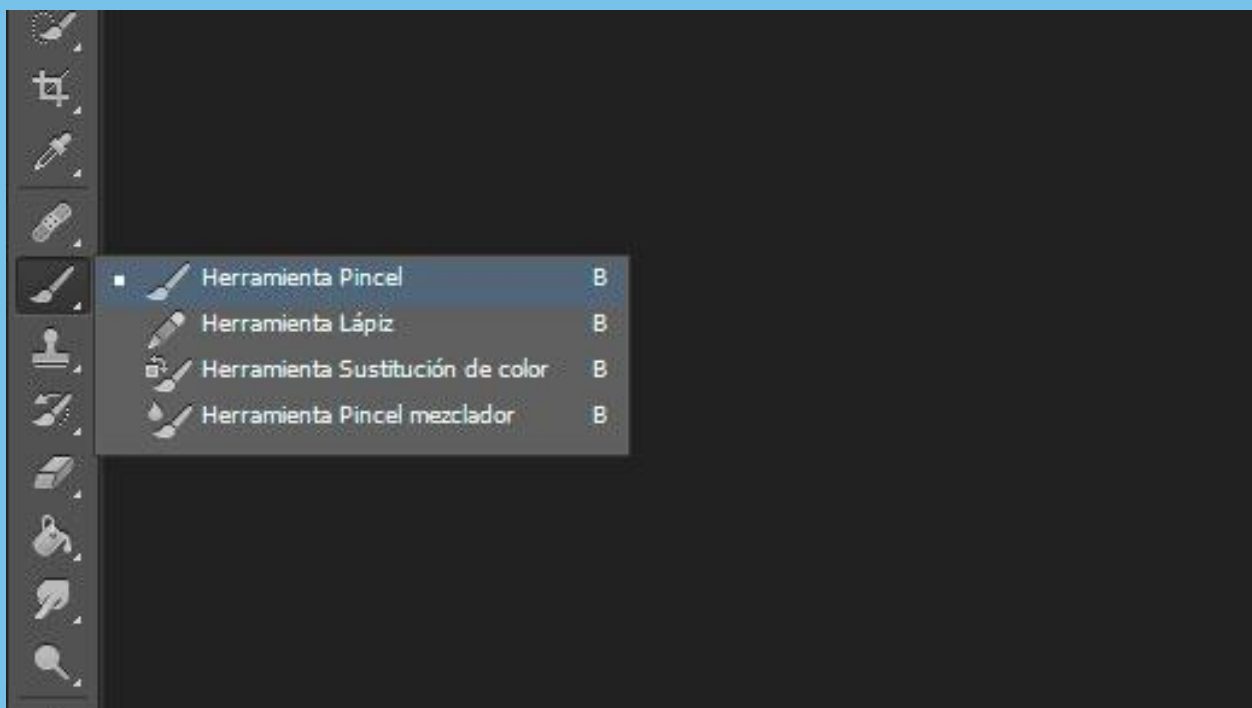 Herramienta Pincel B
Herramienta Lápiz B
Herramienta Sustitución de color B
Herramienta Pincel mezclador B